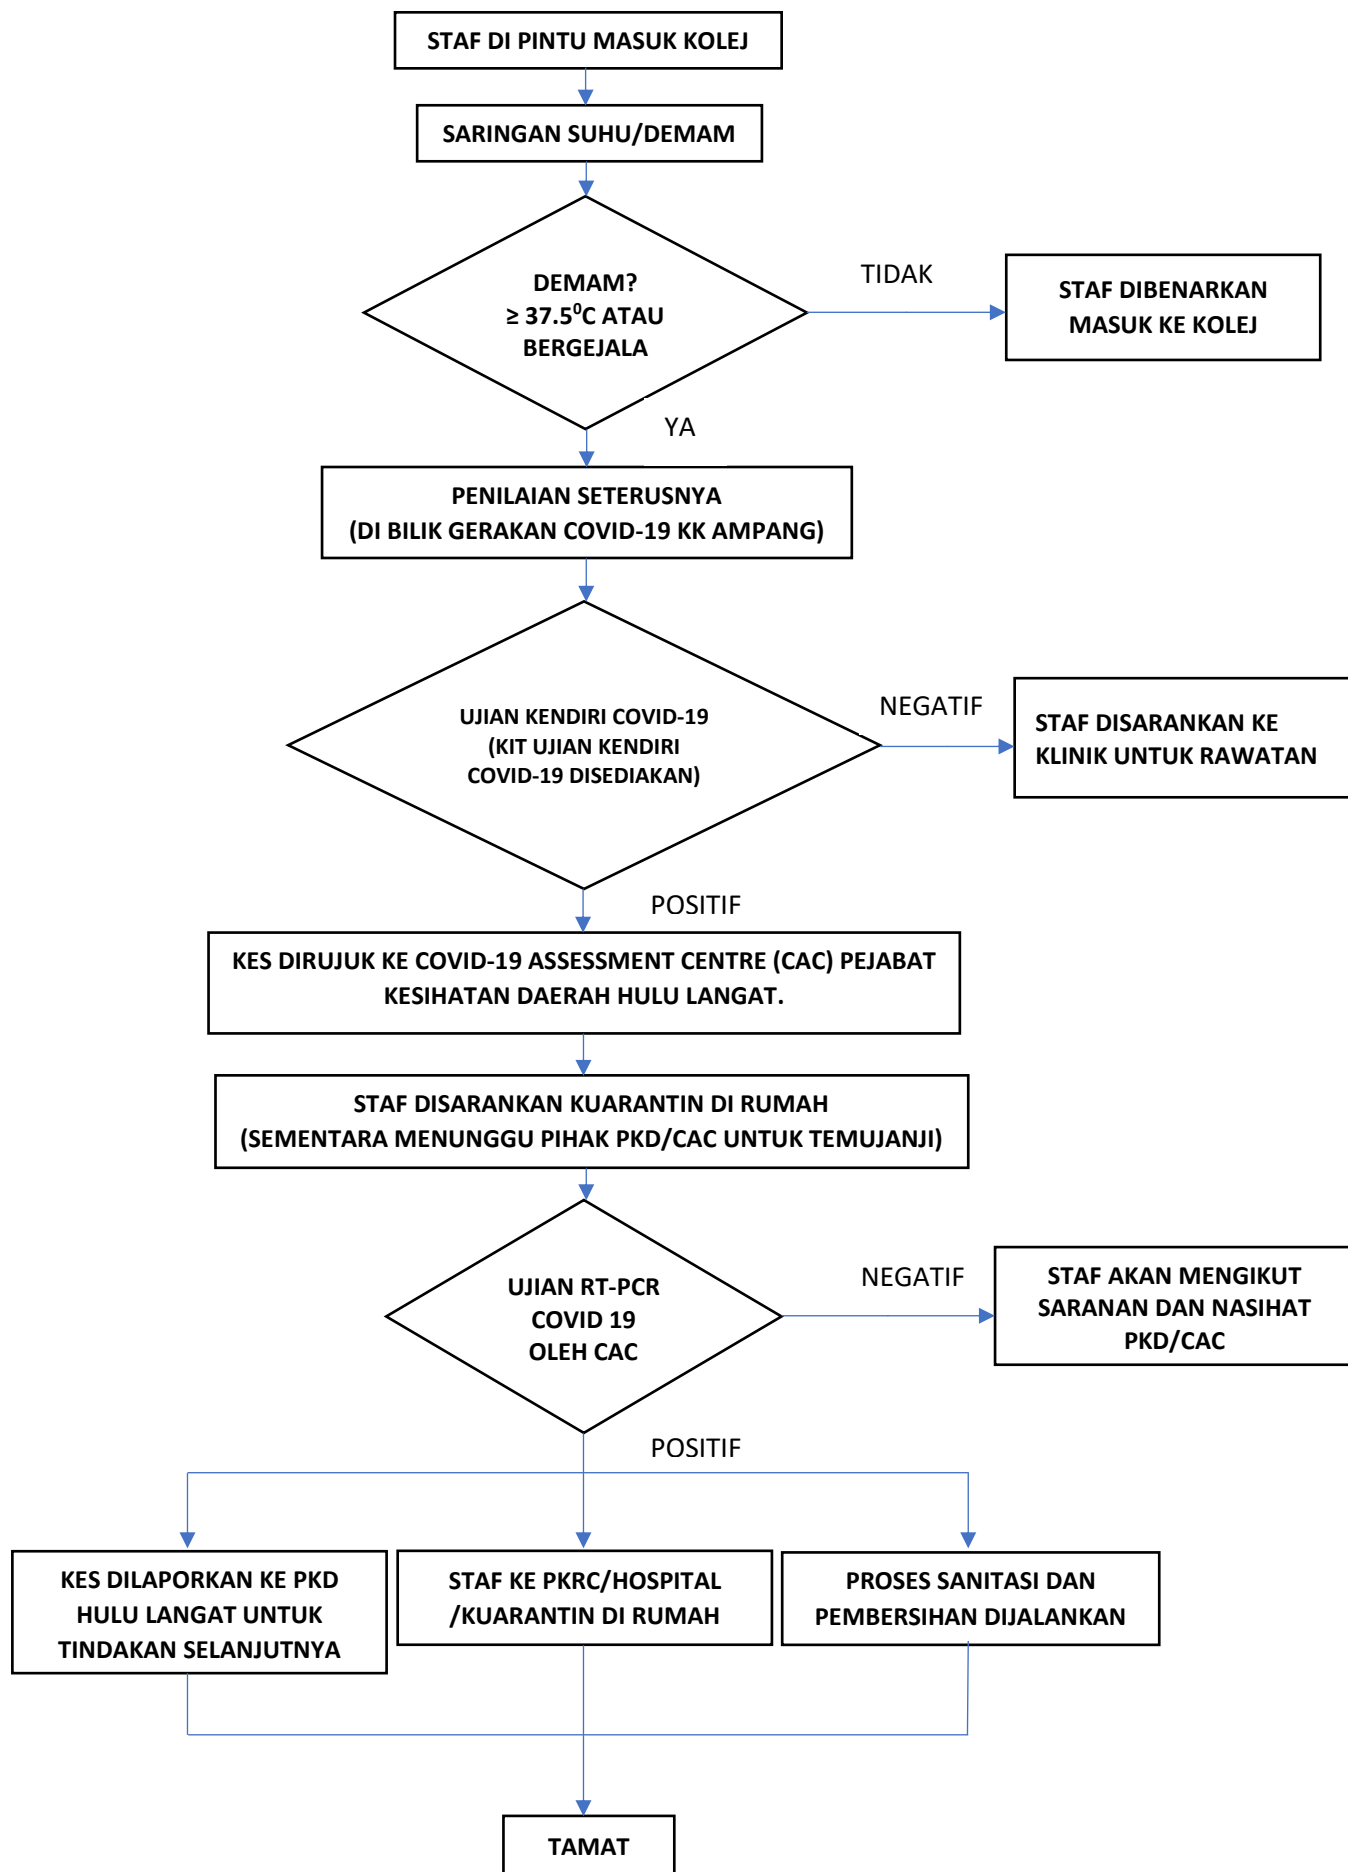 STAF DI PINTU MASUK KOLEJ
SARINGAN SUHU/DEMAM
DEMAM?
≥ 37.5⁰C ATAU
BERGEJALA
TIDAK
STAF DIBENARKAN
MASUK KE KOLEJ
YA
PENILAIAN SETERUSNYA
(DI BILIK GERAKAN COVID-19 KK AMPANG)
UJIAN KENDIRI COVID-19
(KIT UJIAN KENDIRI
COVID-19 DISEDIAKAN)
NEGATIF
STAF DISARANKAN KE
KLINIK UNTUK RAWATAN
POSITIF
KES DIRUJUK KE COVID-19 ASSESSMENT CENTRE (CAC) PEJABAT
KESIHATAN DAERAH HULU LANGAT.
STAF DISARANKAN KUARANTIN DI RUMAH
(SEMENTARA MENUNGGU PIHAK PKD/CAC UNTUK TEMUJANJI)
UJIAN RT-PCR
COVID 19
OLEH CAC
NEGATIF
STAF AKAN MENGIKUT
SARANAN DAN NASIHAT
PKD/CAC
POSITIF
KES DILAPORKAN KE PKD
HULU LANGAT UNTUK
TINDAKAN SELANJUTNYA
STAF KE PKRC/HOSPITAL
/KUARANTIN DI RUMAH
PROSES SANITASI DAN
PEMBERSIHAN DIJALANKAN
TAMAT